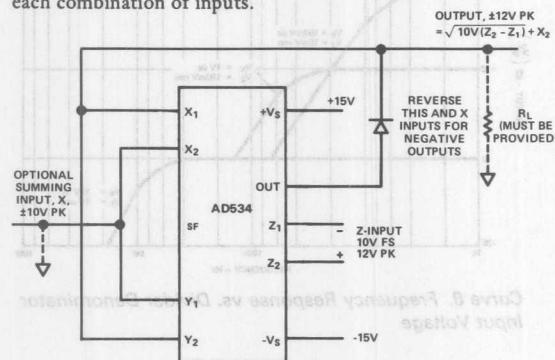 each combination of inputs.
OUTPUT, ±12V PK
= √10V(Z2 - Z1) + X2
+15V
REVERSE
THIS AND X
INPUTS FOR
NEGATIVE
OUTPUTS
RL
(MUST BE
PROVIDED)
X1
+VS
X2
OUT
OPTIONAL
SUMMING
INPUT, X,
±10V PK
AD534
SF
Z1
–
Z-INPUT
10V FS
12V PK
+
Z2
Y1
Y2
-VS
-15V
Curve 6. Frequency Response vs. Divider Denominator
Input Voltage